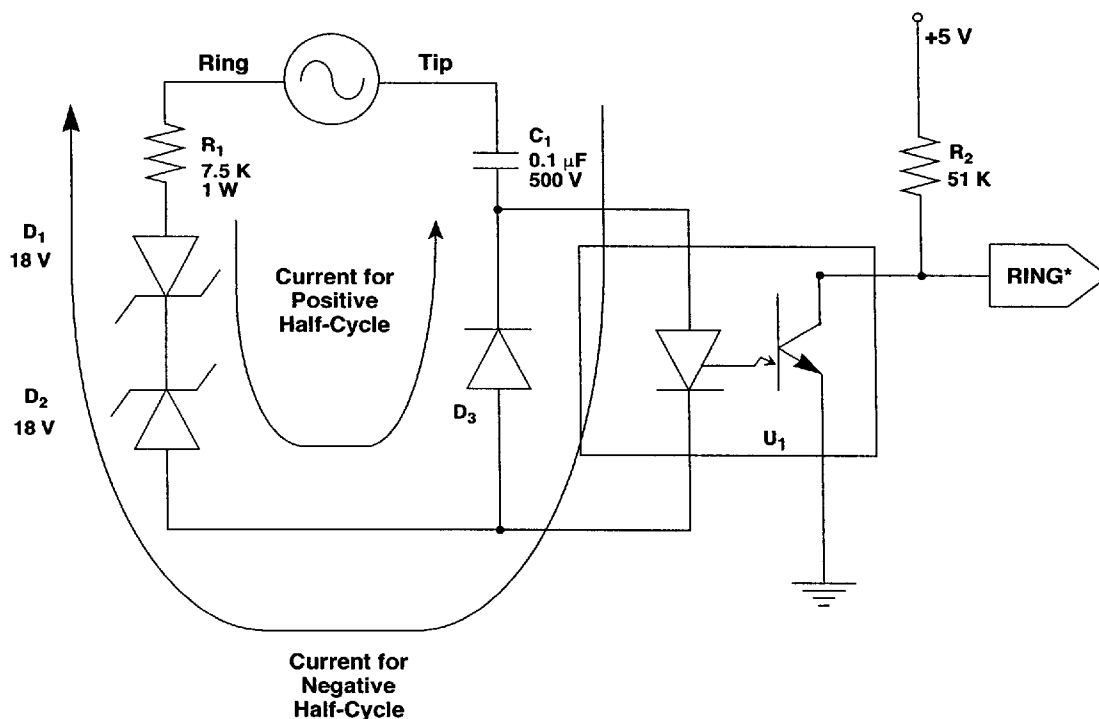 +5 V
Ring
Tip
R1
7.5 K
1 W
C1
0.1 µF
500 V
R2
51 K
D1
18 V
Current for
Positive
Half-Cycle
RING*
D2
18 V
D3
U1
Current for
Negative
Half-Cycle